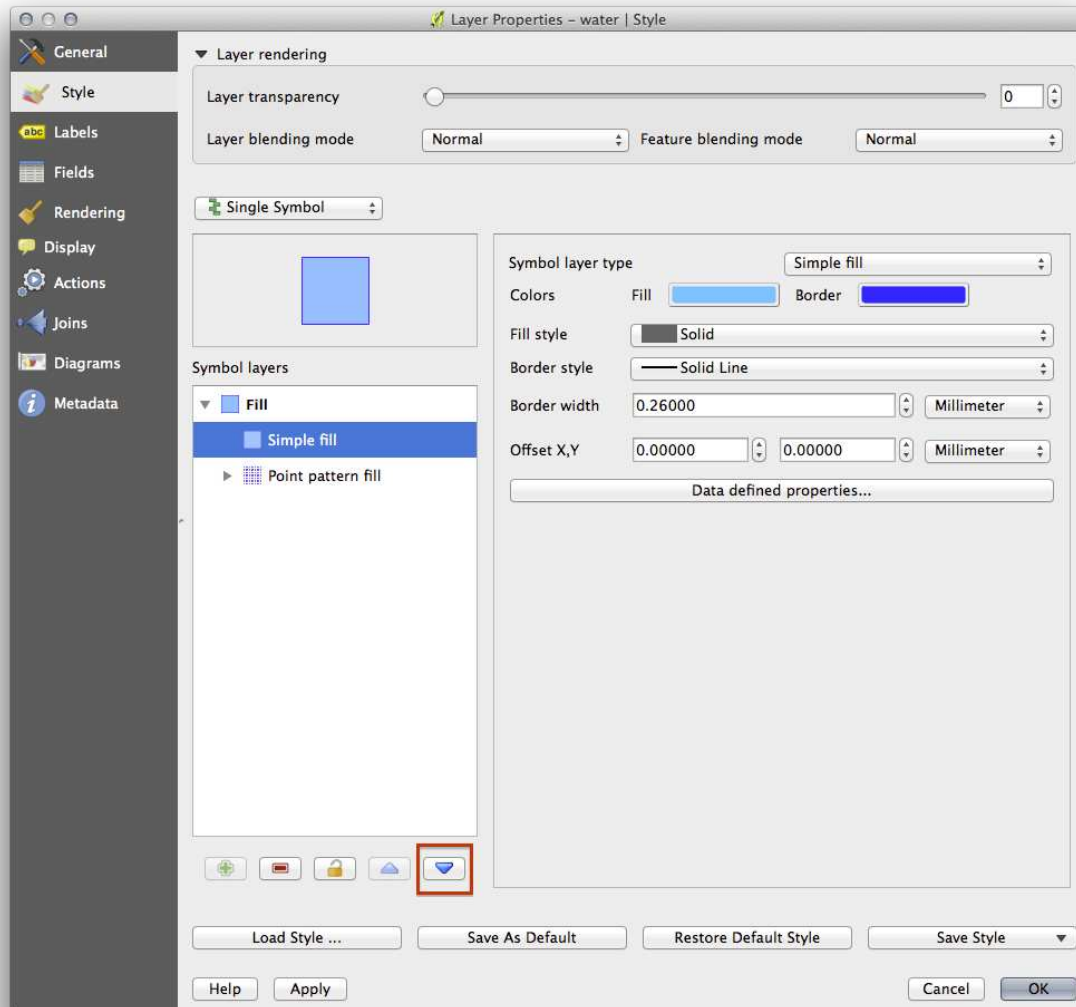 Layer Properties – water | Style
General
Style
abc Labels
Fields
Rendering
Display
Actions
Joins
Diagrams
i Metadata
Layer rendering
Layer transparency 0
Layer blending mode Normal Feature blending mode Normal
Single Symbol
Symbol layers
Fill
Simple fill
Point pattern fill
Symbol layer type Simple fill
Colors Fill Border
Fill style Solid
Border style Solid Line
Border width 0.26000 Millimeter
Offset X,Y 0.00000 0.00000 Millimeter
Data defined properties...
Load Style ... Save As Default Restore Default Style Save Style
Help Apply Cancel OK